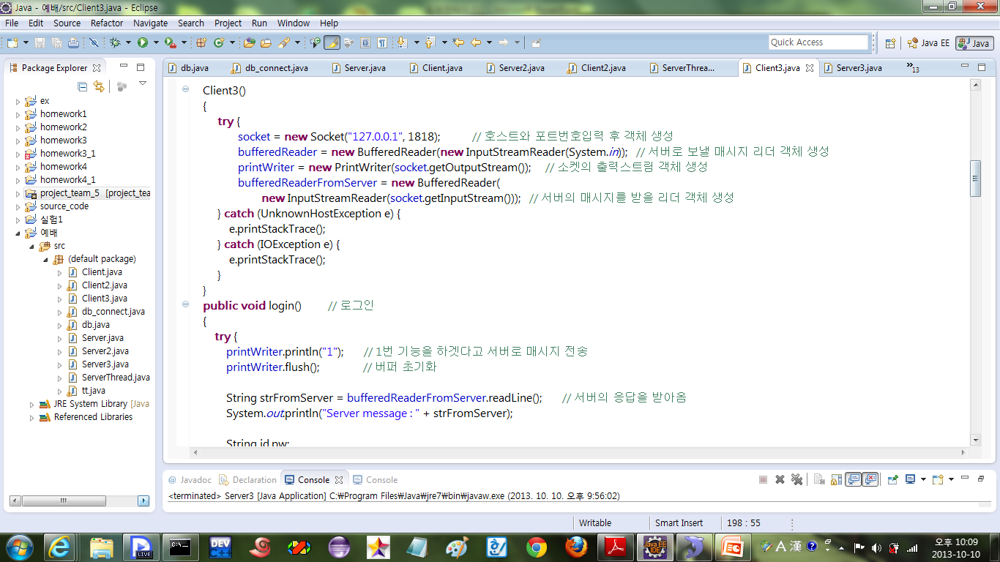 Java - 예배/src/Client3.java - Eclipse
File Edit Source Refactor Navigate Search Project Run Window Help
Quick Access
Java EE
Java
Package Explorer
ex
homework1
homework2
homework3
homework3_1
homework4
homework4_1
project_team_5 [project_tea
source_code
실험1
예배
src
(default package)
Client.java
Client2.java
Client3.java
db_connect.java
db.java
Server.java
Server2.java
Server3.java
ServerThread.java
tt.java
JRE System Library [Java
Referenced Libraries
db.java db_connect.java Server.java Client.java Server2.java Client2.java ServerThrea... Client3.java Server3.java »13
Client3()
{
try {
socket = new Socket("127.0.0.1", 1818); // 호스트와 포트번호입력 후 객체 생성
bufferedReader = new BufferedReader(new InputStreamReader(System.in)); // 서버로 보낼 매시지 리더 객체 생성
printWriter = new PrintWriter(socket.getOutputStream()); // 소켓의 출력스트림 객체 생성
bufferedReaderFromServer = new BufferedReader(
new InputStreamReader(socket.getInputStream())); // 서버의 매시지를 받을 리더 객체 생성
} catch (UnknownHostException e) {
e.printStackTrace();
} catch (IOException e) {
e.printStackTrace();
}
}
public void login() // 로그인
{
try {
printWriter.println("1"); // 1번 기능을 하겟다고 서버로 매시지 전송
printWriter.flush(); // 버퍼 초기화
String strFromServer = bufferedReaderFromServer.readLine(); // 서버의 응답을 받아옴
System.out.println("Server message : " + strFromServer);
String id,pw;
@ Javadoc Declaration Console Console
<terminated> Server3 [Java Application] C:₩Program Files₩Java₩jre7₩bin₩javaw.exe (2013. 10. 10. 오후 9:56:02)
Writable Smart Insert 198 : 55
LIVE
C:\
DEV
C++
Java EE
IDE
A 漢
오후 10:09
2013-10-10